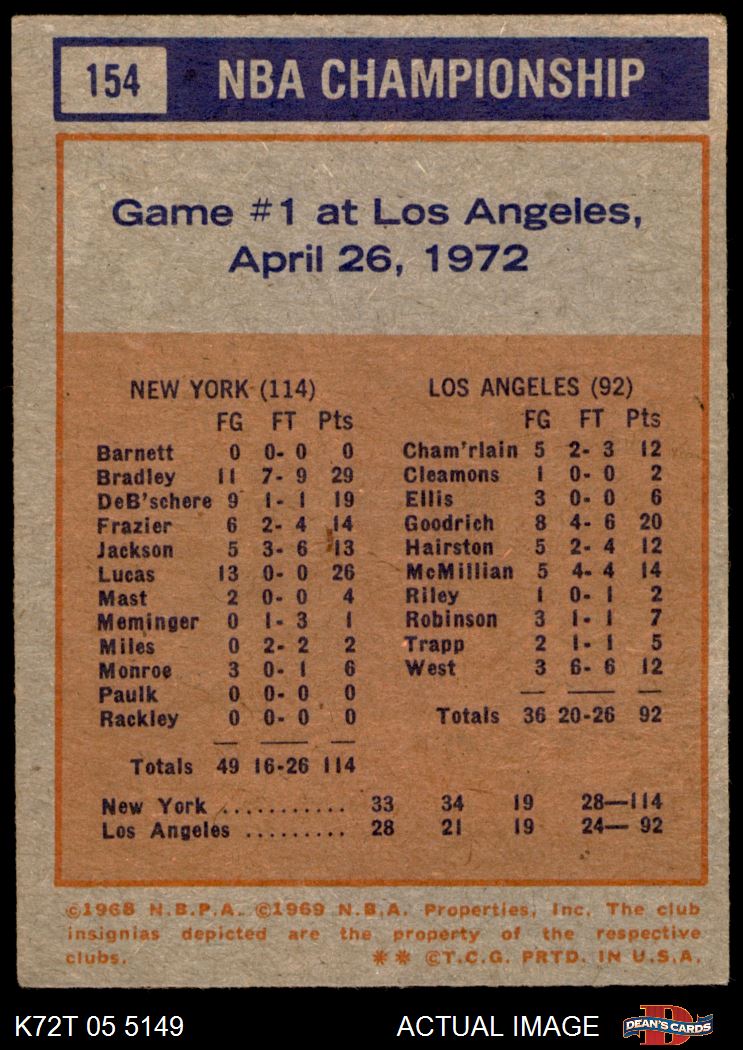 154 NBA CHAMPIONSHIP
Game #1 at Los Angeles,
April 26, 1972
NEW YORK (114)
FG FT Pts
Barnett 0 0- 0 0
Bradley 11 7- 9 29
DeB'schere 9 1- 1 19
Frazier 6 2- 4 14
Jackson 5 3- 6 13
Lucas 13 0- 0 26
Mast 2 0- 0 4
Meminger 0 1- 3 1
Miles 0 2- 2 2
Monroe 3 0- 1 6
Paulk 0 0- 0 0
Rackley 0 0- 0 0
Totals 49 16-26 114
LOS ANGELES (92)
FG FT Pts
Cham'rlain 5 2- 3 12
Cleamons 1 0- 0 2
Ellis 3 0- 0 6
Goodrich 8 4- 6 20
Hairston 5 2- 4 12
McMillian 5 4- 4 14
Riley 1 0- 1 2
Robinson 3 1- 1 7
Trapp 2 1- 1 5
West 3 6- 6 12
Totals 36 20-26 92
New York ........... 33 34 19 28—114
Los Angeles ......... 28 21 19 24— 92
©1968 N.B.P.A. ©1969 N.B.A. Properties, Inc. The club
insignias depicted are the property of the respective
clubs. ** ©T.C.G. PRTD. IN U.S.A.
K72T 05 5149 ACTUAL IMAGE DEAN'S CARDS